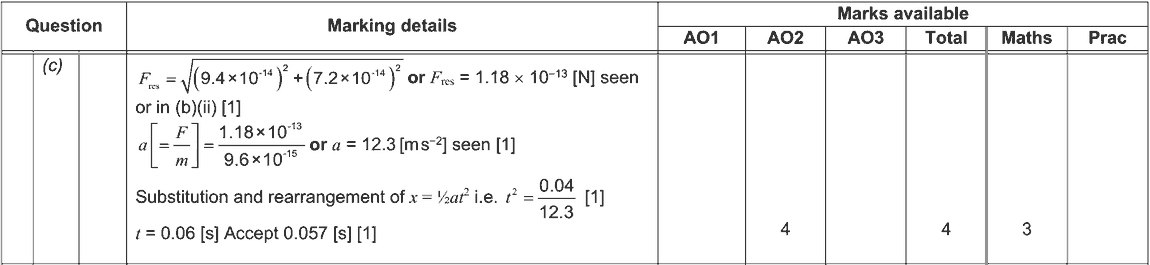 Question Marking details Marks available
AO1 AO2 AO3 Total Maths Prac
(c) F_res = √((9.4×10⁻¹⁴)² + (7.2×10⁻¹⁴)²) or F_res = 1.18 × 10⁻¹³ [N] seen
or in (b)(ii) [1]
a[= F/m] = 1.18×10⁻¹³/9.6×10⁻¹⁵ or a = 12.3 [m s⁻²] seen [1]
Substitution and rearrangement of x = ½at² i.e. t² = 0.04/12.3 [1]
t = 0.06 [s] Accept 0.057 [s] [1] 4 4 3